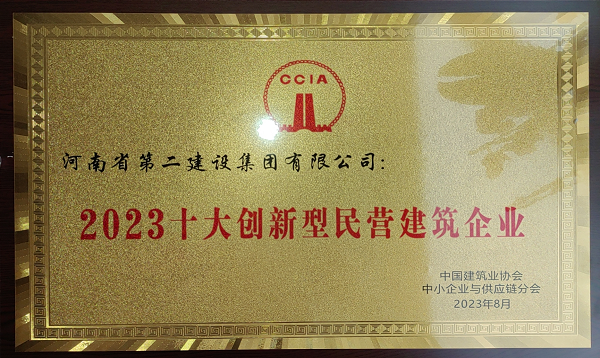 CCIA
河南省第二建设集团有限公司：
2023十大创新型民营建筑企业
中国建筑业协会
中小企业与供应链分会
2023年8月